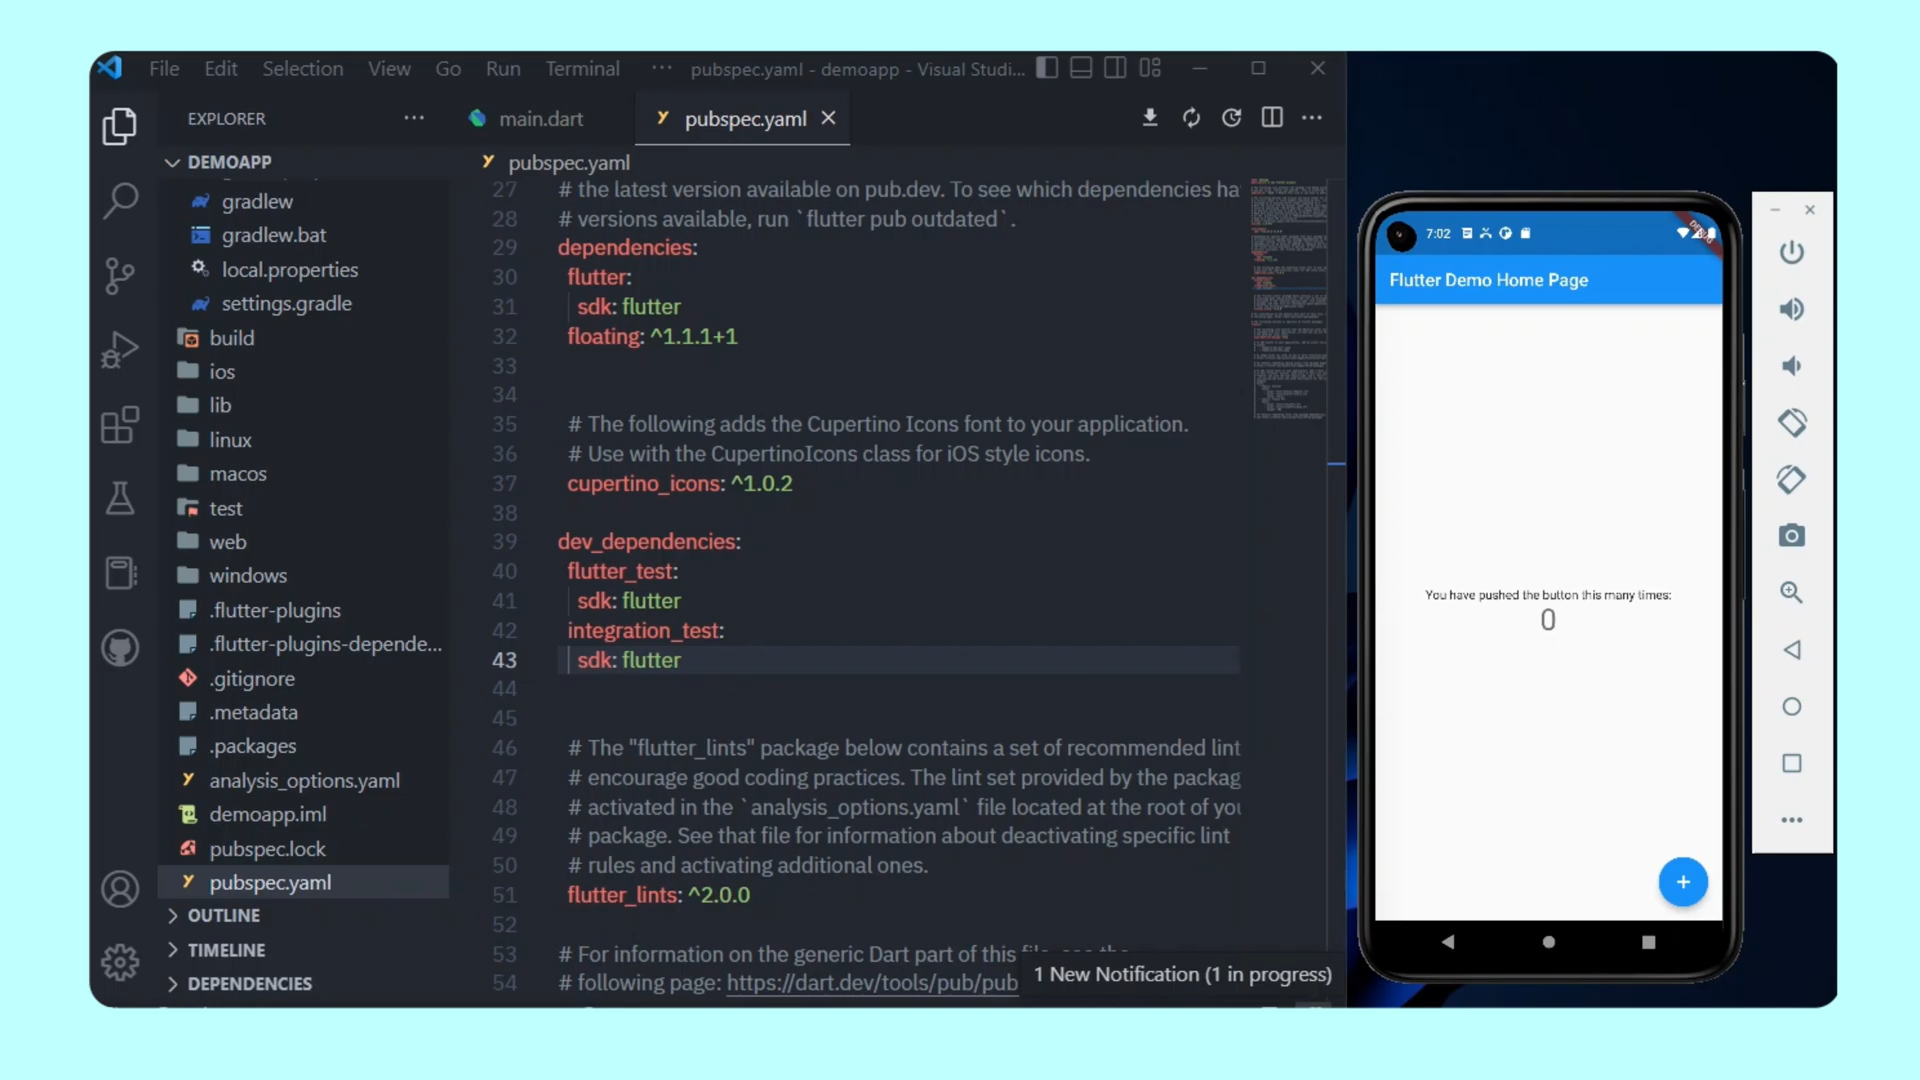 File Edit Selection View Go Run Terminal ··· pubspec.yaml - demoapp - Visual Studi...
EXPLORER
DEMOAPP
gradlew
gradlew.bat
local.properties
settings.gradle
build
ios
lib
linux
macos
test
web
windows
.flutter-plugins
.flutter-plugins-depende...
.gitignore
.metadata
.packages
analysis_options.yaml
demoapp.iml
pubspec.lock
pubspec.yaml
OUTLINE
TIMELINE
DEPENDENCIES
main.dart
pubspec.yaml
pubspec.yaml
27 # the latest version available on pub.dev. To see which dependencies ha
28 # versions available, run `flutter pub outdated`.
29 dependencies:
30 flutter:
31 sdk: flutter
32 floating: ^1.1.1+1
33
34
35 # The following adds the Cupertino Icons font to your application.
36 # Use with the CupertinoIcons class for iOS style icons.
37 cupertino_icons: ^1.0.2
38
39 dev_dependencies:
40 flutter_test:
41 sdk: flutter
42 integration_test:
43 sdk: flutter
44
45
46 # The "flutter_lints" package below contains a set of recommended lint
47 # encourage good coding practices. The lint set provided by the packag
48 # activated in the `analysis_options.yaml` file located at the root of you
49 # package. See that file for information about deactivating specific lint
50 # rules and activating additional ones.
51 flutter_lints: ^2.0.0
52
53 # For information on the generic Dart part of this file, see the
54 # following page: https://dart.dev/tools/pub/pub
1 New Notification (1 in progress)
7:02
DEBUG
Flutter Demo Home Page
You have pushed the button this many times:
0
+